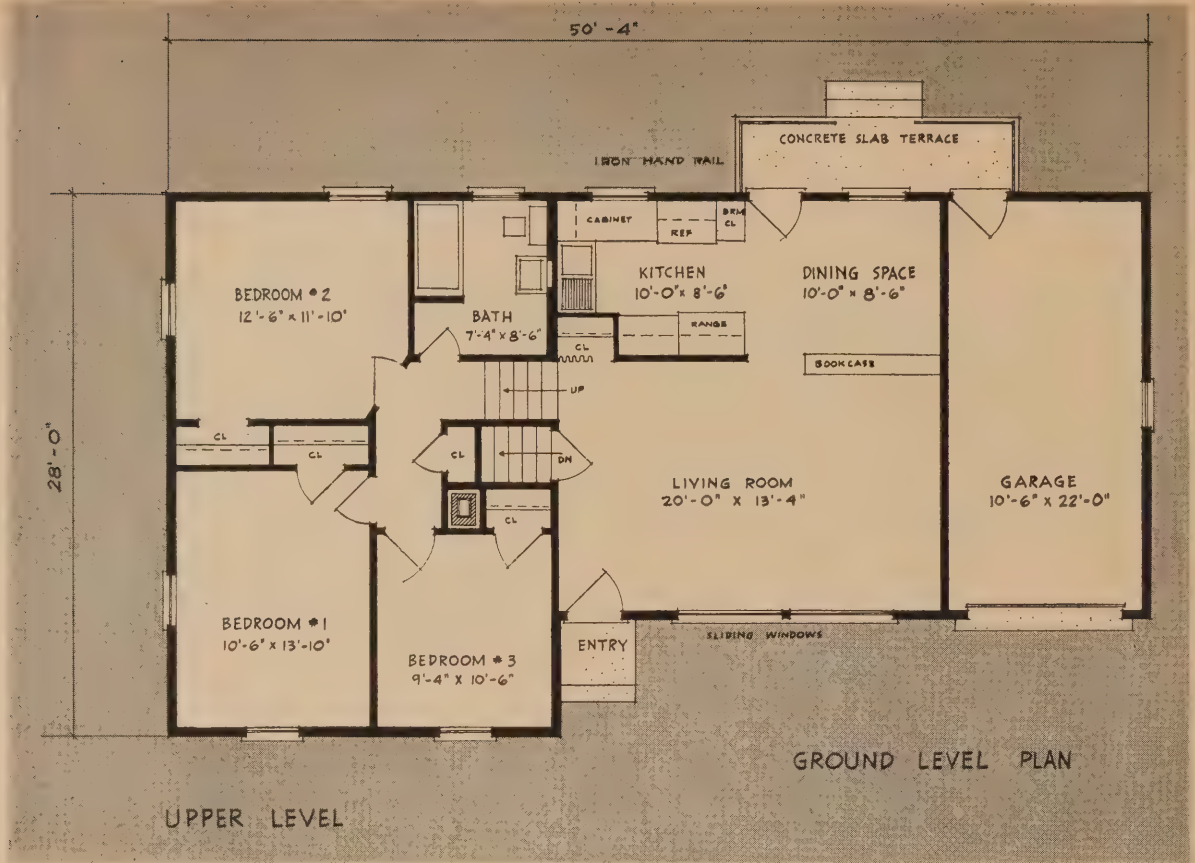 50'-4"
CONCRETE SLAB TERRACE
IRON HAND RAIL
CABINET
REF
BRM
CL
KITCHEN
10'-0" x 8'-6"
DINING SPACE
10'-0" x 8'-6"
BEDROOM #2
12'-6" x 11'-10"
BATH
7'-4" x 8'-6"
RANGE
CL
BOOKCASE
UP
CL
CL
CL
DN
28'-0"
LIVING ROOM
20'-0" X 13'-4"
GARAGE
10'-6" X 22'-0"
CL
BEDROOM #1
10'-6" x 13'-10"
BEDROOM #3
9'-4" X 10'-6"
ENTRY
SLIDING WINDOWS
GROUND LEVEL PLAN
UPPER LEVEL